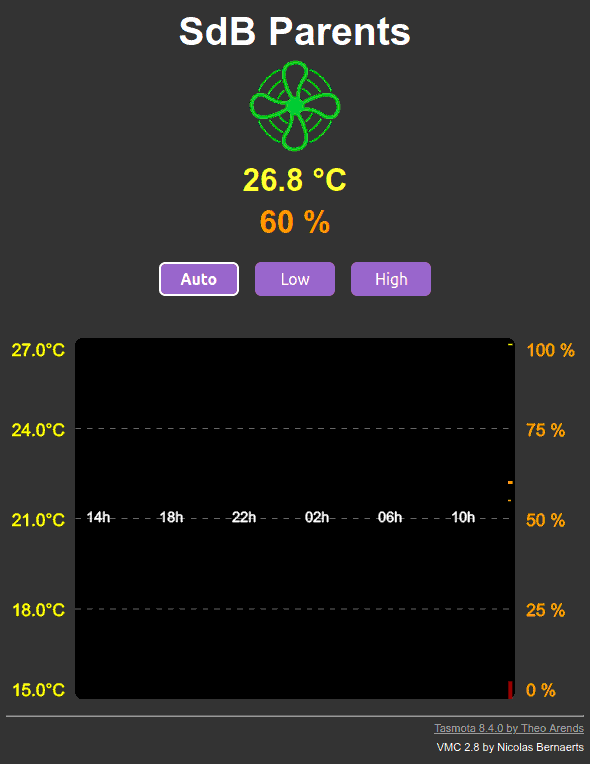 SdB Parents
26.8 °C
60 %
Auto Low High
27.0°C 100 %
24.0°C 75 %
21.0°C 14h 18h 22h 02h 06h 10h 50 %
18.0°C 25 %
15.0°C 0 %
Tasmota 8.4.0 by Theo Arends
VMC 2.8 by Nicolas Bernaerts